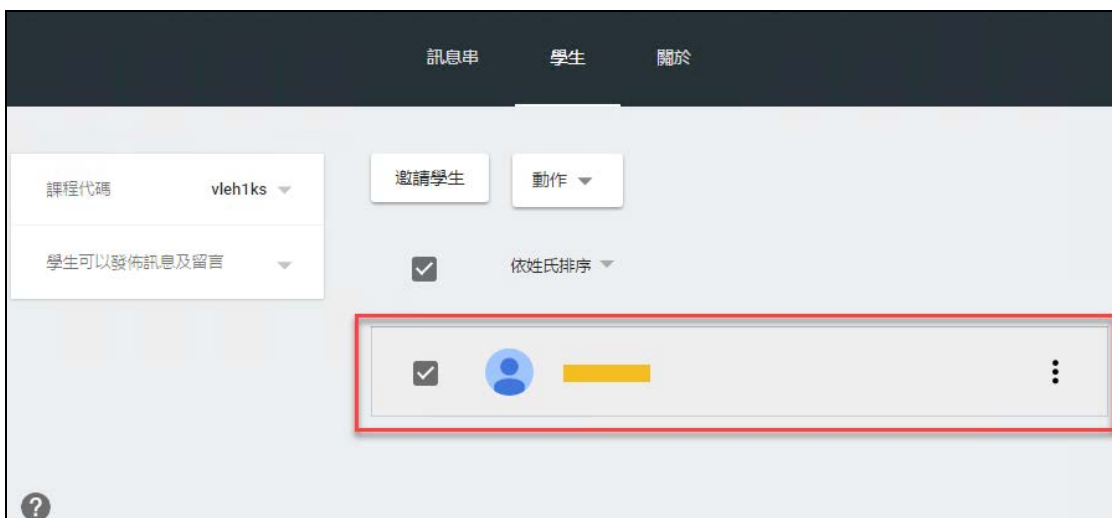 訊息串 學生 關於
課程代碼 vleh1ks
學生可以發佈訊息及留言
邀請學生 動作
依姓氏排序
?